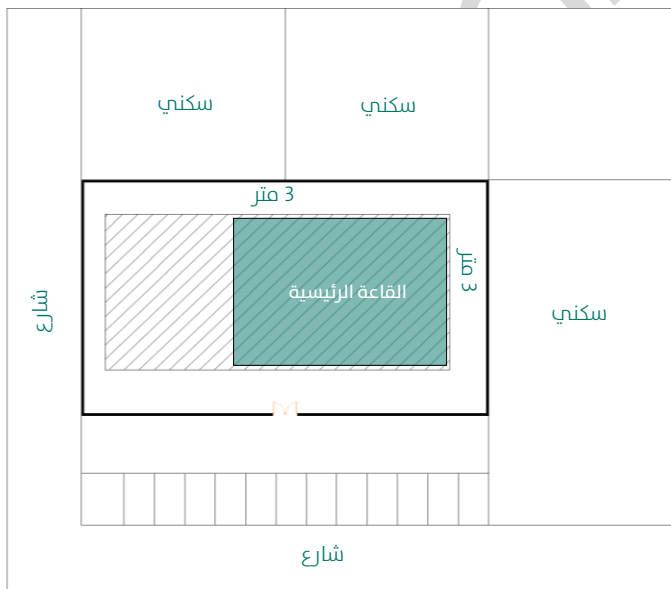 سكني
سكني
3 متر
3 متر
القاعة الرئيسية
سكني
شارع
شارع